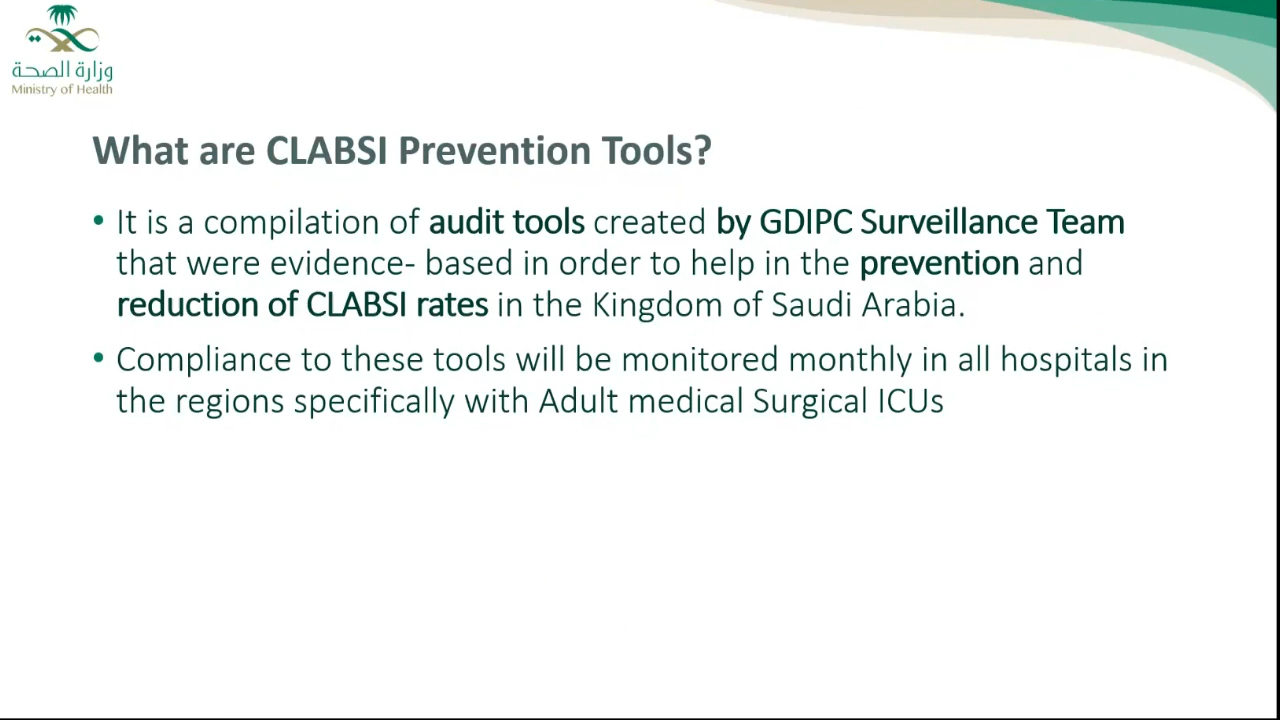 وزارة الصحة
Ministry of Health
What are CLABSI Prevention Tools?
• It is a compilation of audit tools created by GDIPC Surveillance Team
that were evidence- based in order to help in the prevention and
reduction of CLABSI rates in the Kingdom of Saudi Arabia.
• Compliance to these tools will be monitored monthly in all hospitals in
the regions specifically with Adult medical Surgical ICUs